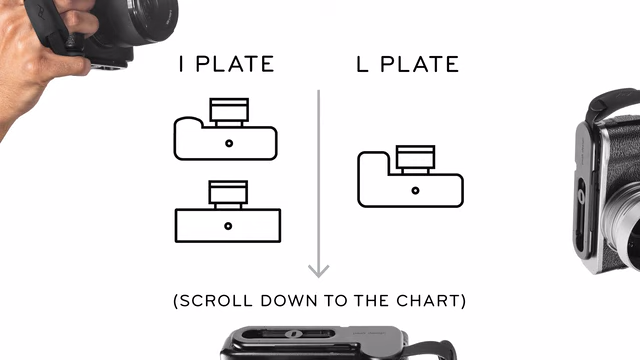 I PLATE
L PLATE
(SCROLL DOWN TO THE CHART)